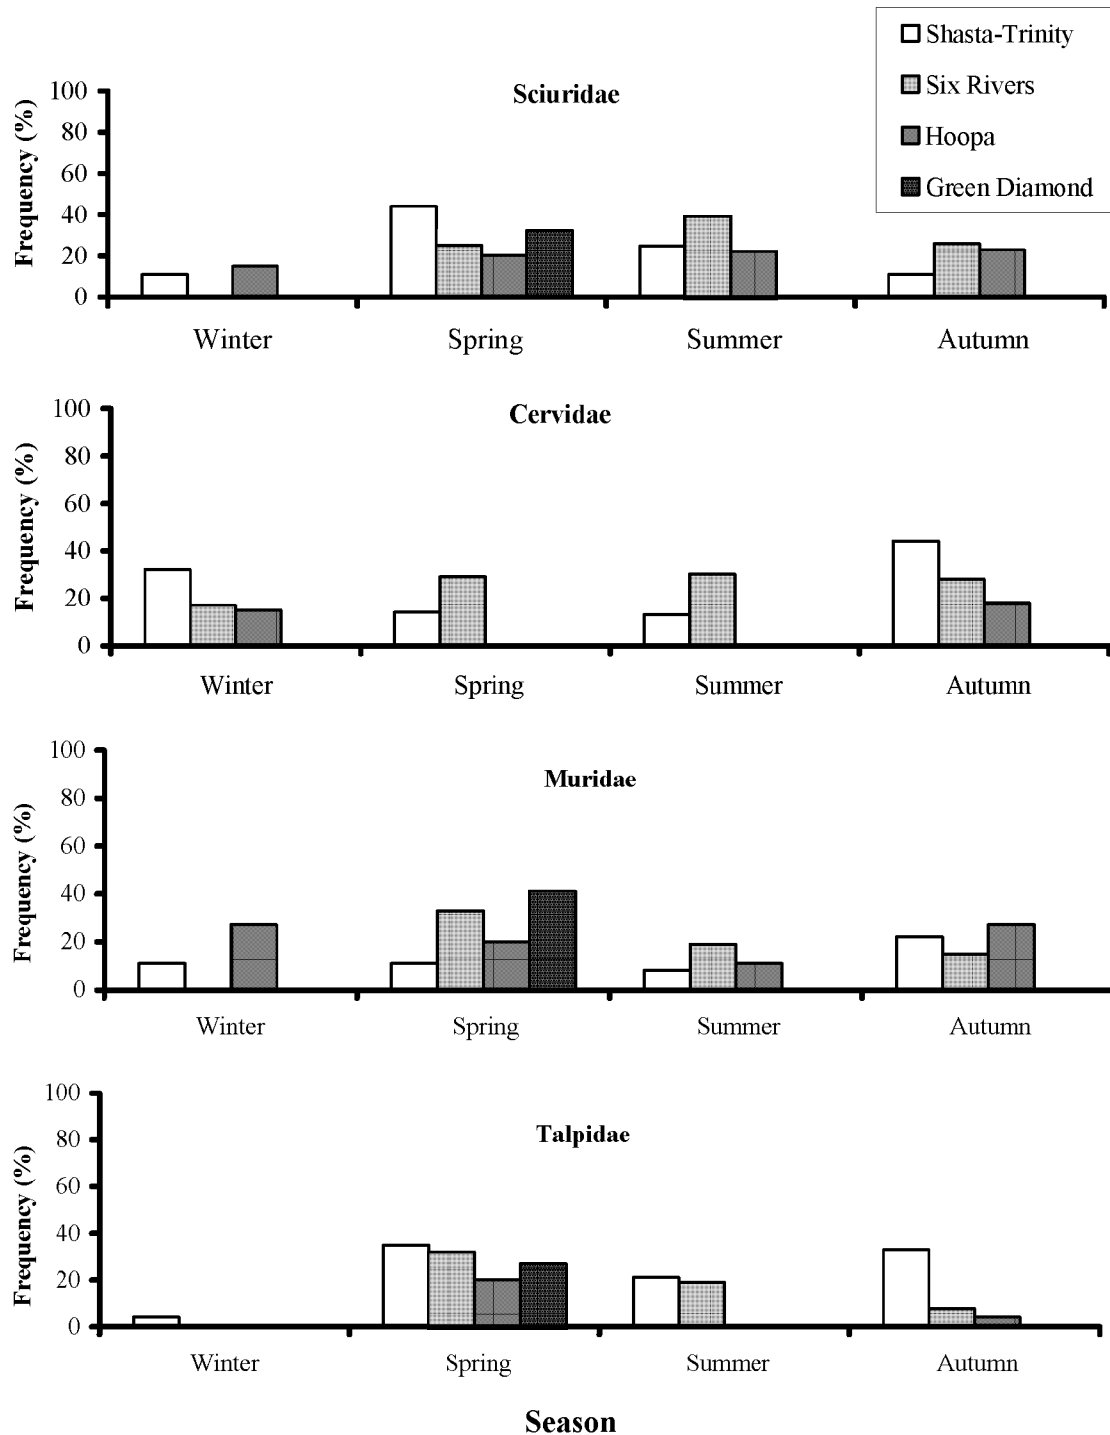 Shasta-Trinity
Six Rivers
Hoopa
Green Diamond
Sciuridae
Frequency (%)
100
80
60
40
20
0
Winter Spring Summer Autumn
Cervidae
Frequency (%)
100
80
60
40
20
0
Winter Spring Summer Autumn
Muridae
Frequency (%)
100
80
60
40
20
0
Winter Spring Summer Autumn
Talpidae
Frequency (%)
100
80
60
40
20
0
Winter Spring Summer Autumn
Season